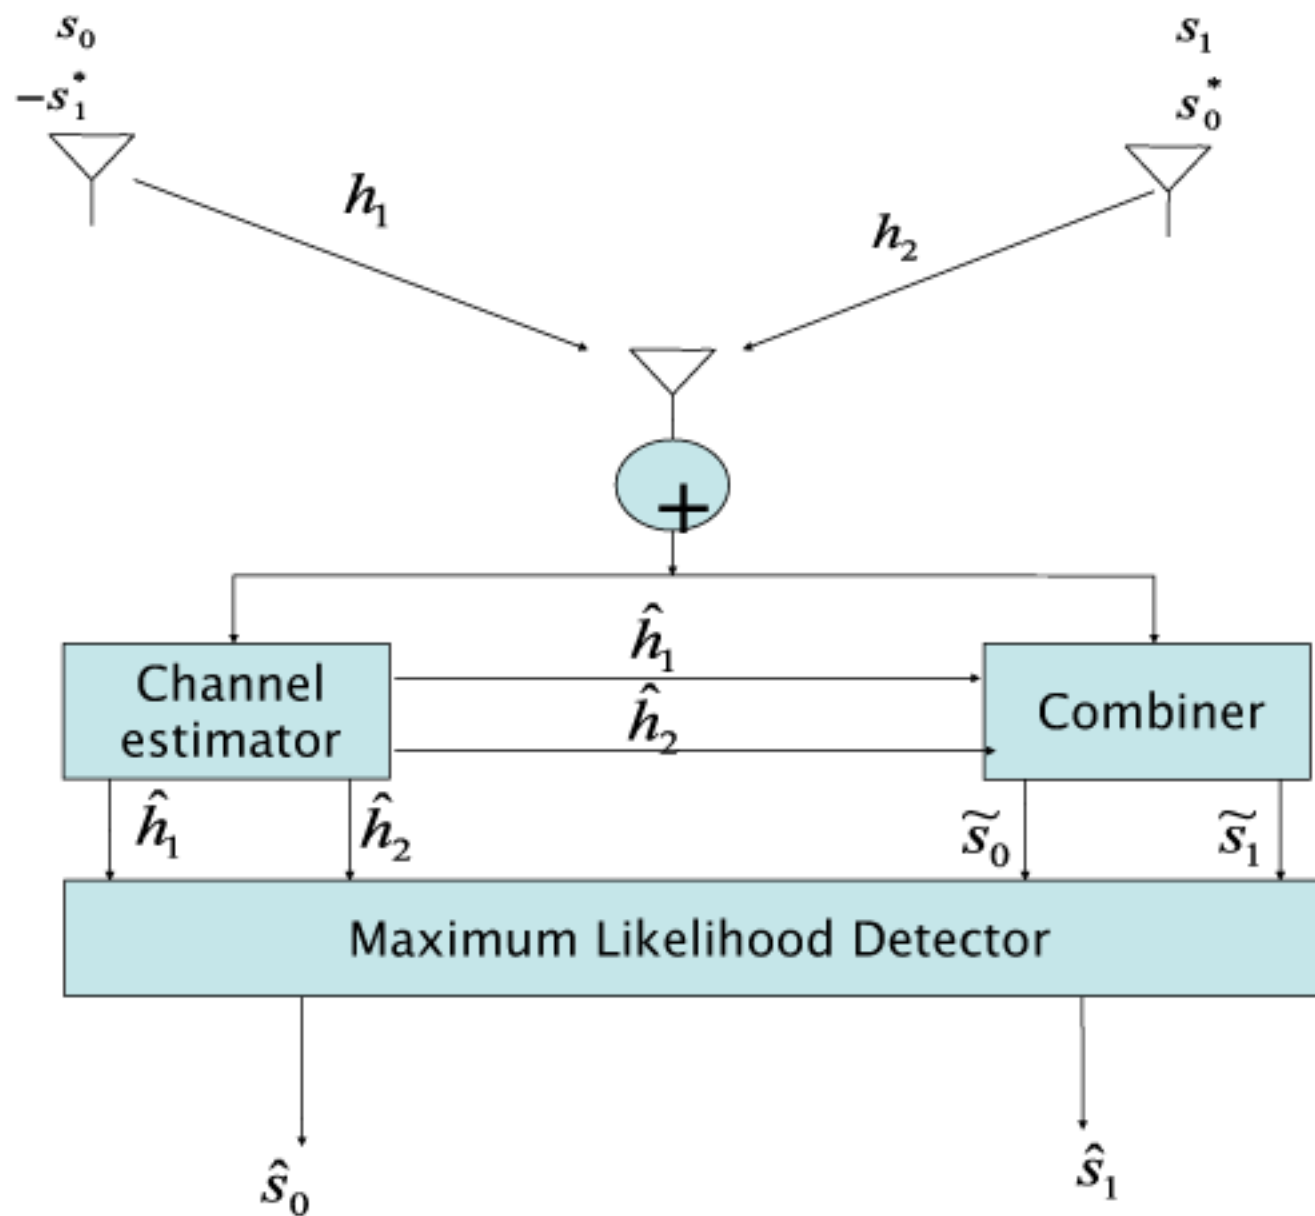 s₀
−s₁*
s₁
s₀*
h₁
h₂
+
ĥ₁
ĥ₂
Channel
estimator
Combiner
ĥ₁
ĥ₂
s̃₀
s̃₁
Maximum Likelihood Detector
ŝ₀
ŝ₁